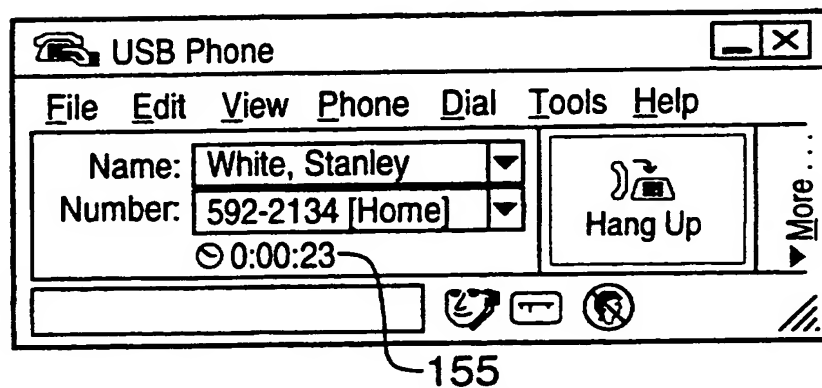 USB Phone
File Edit View Phone Dial Tools Help
Name: White, Stanley
Number: 592-2134 [Home]
0:00:23
Hang Up
More...
155